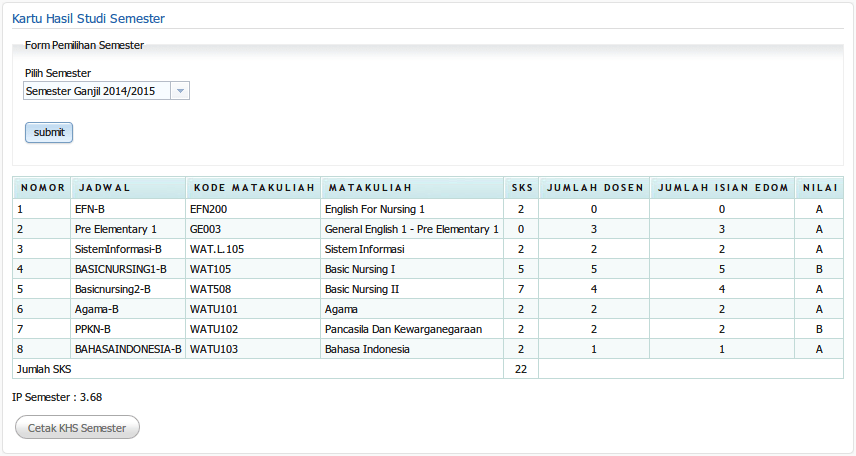 Kartu Hasil Studi Semester
Form Pemilihan Semester
Pilih Semester
Semester Ganjil 2014/2015
submit
NOMOR JADWAL KODE MATAKULIAH MATAKULIAH SKS JUMLAH DOSEN JUMLAH ISIAN EDOM NILAI
1 EFN-B EFN200 English For Nursing 1 2 0 0 A
2 Pre Elementary 1 GE003 General English 1 - Pre Elementary 1 0 3 3 A
3 SistemInformasi-B WAT.L.105 Sistem Informasi 2 2 2 A
4 BASICNURSING1-B WAT105 Basic Nursing I 5 5 5 B
5 Basicnursing2-B WAT508 Basic Nursing II 7 4 4 A
6 Agama-B WATU101 Agama 2 2 2 A
7 PPKN-B WATU102 Pancasila Dan Kewarganegaraan 2 2 2 B
8 BAHASAINDONESIA-B WATU103 Bahasa Indonesia 2 1 1 A
Jumlah SKS 22
IP Semester : 3.68
Cetak KHS Semester